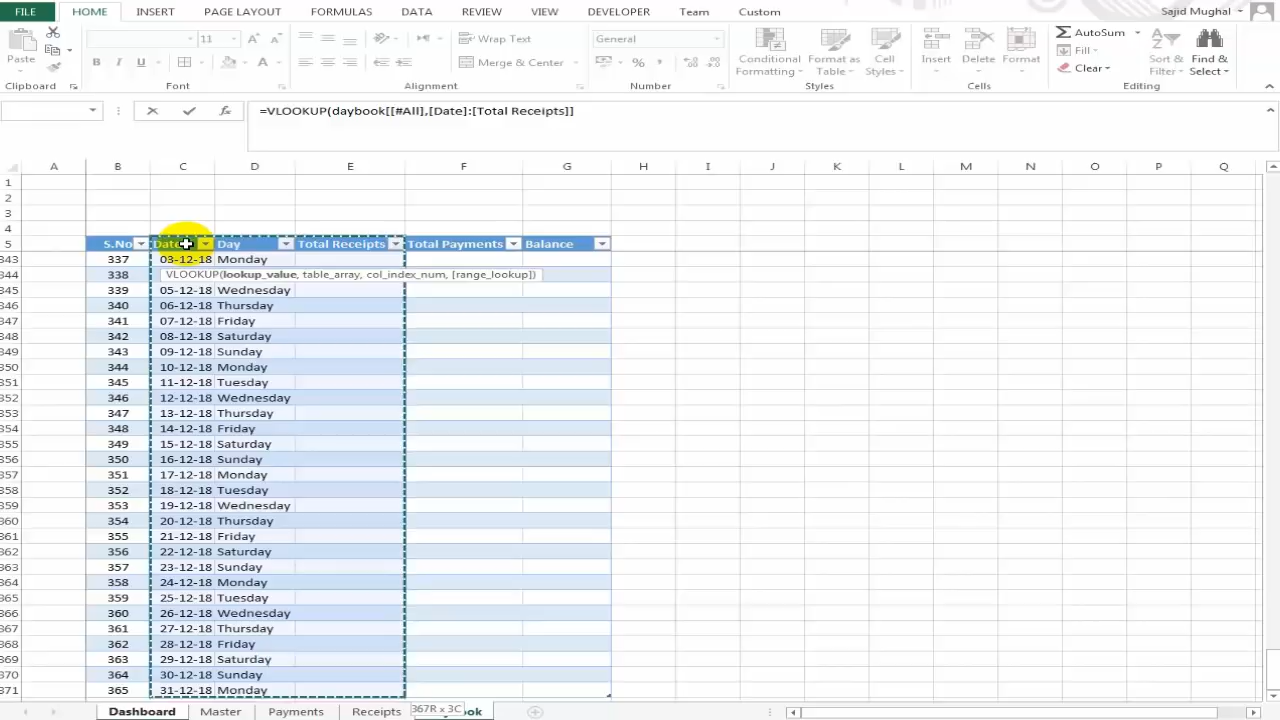 FILE HOME INSERT PAGE LAYOUT FORMULAS DATA REVIEW VIEW DEVELOPER Team Custom Sajid Mughal
11 A A Wrap Text General AutoSum
Paste Conditional Format as Cell Insert Delete Format Fill Sort & Find &
B I U A Merge & Center % Formatting Table Styles Clear Filter Select
Clipboard Font Alignment Number Styles Cells Editing
fx =VLOOKUP(daybook[[#All],[Date]:[Total Receipts]]
A B C D E F G H I J K L M N O P Q
1
2
3
4
5 S.No Date Day Total Receipts Total Payments Balance
343 337 03-12-18 Monday
344 338 VLOOKUP(lookup_value, table_array, col_index_num, [range_lookup])
345 339 05-12-18 Wednesday
346 340 06-12-18 Thursday
347 341 07-12-18 Friday
348 342 08-12-18 Saturday
349 343 09-12-18 Sunday
350 344 10-12-18 Monday
351 345 11-12-18 Tuesday
352 346 12-12-18 Wednesday
353 347 13-12-18 Thursday
354 348 14-12-18 Friday
355 349 15-12-18 Saturday
356 350 16-12-18 Sunday
357 351 17-12-18 Monday
358 352 18-12-18 Tuesday
359 353 19-12-18 Wednesday
360 354 20-12-18 Thursday
361 355 21-12-18 Friday
362 356 22-12-18 Saturday
363 357 23-12-18 Sunday
364 358 24-12-18 Monday
365 359 25-12-18 Tuesday
366 360 26-12-18 Wednesday
367 361 27-12-18 Thursday
368 362 28-12-18 Friday
369 363 29-12-18 Saturday
370 364 30-12-18 Sunday
371 365 31-12-18 Monday
Dashboard Master Payments Receipts 367R x 3C